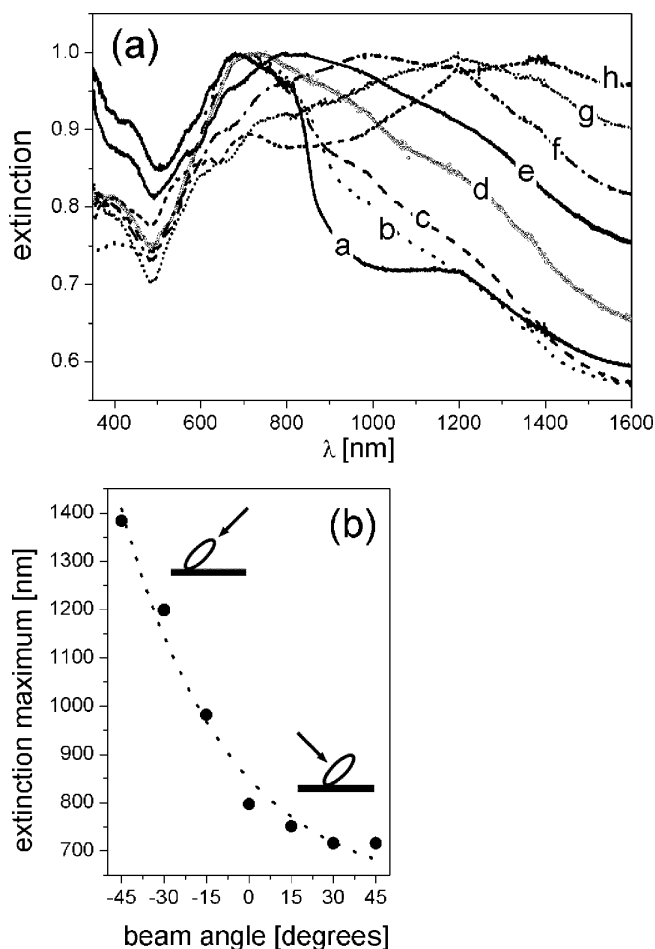 (a)
extinction
1.0
0.9
0.8
0.7
0.6
a
b
c
d
e
f
g
h
400 600 800 1000 1200 1400 1600
λ [nm]
(b)
extinction maximum [nm]
1400
1300
1200
1100
1000
900
800
700
-45 -30 -15 0 15 30 45
beam angle [degrees]